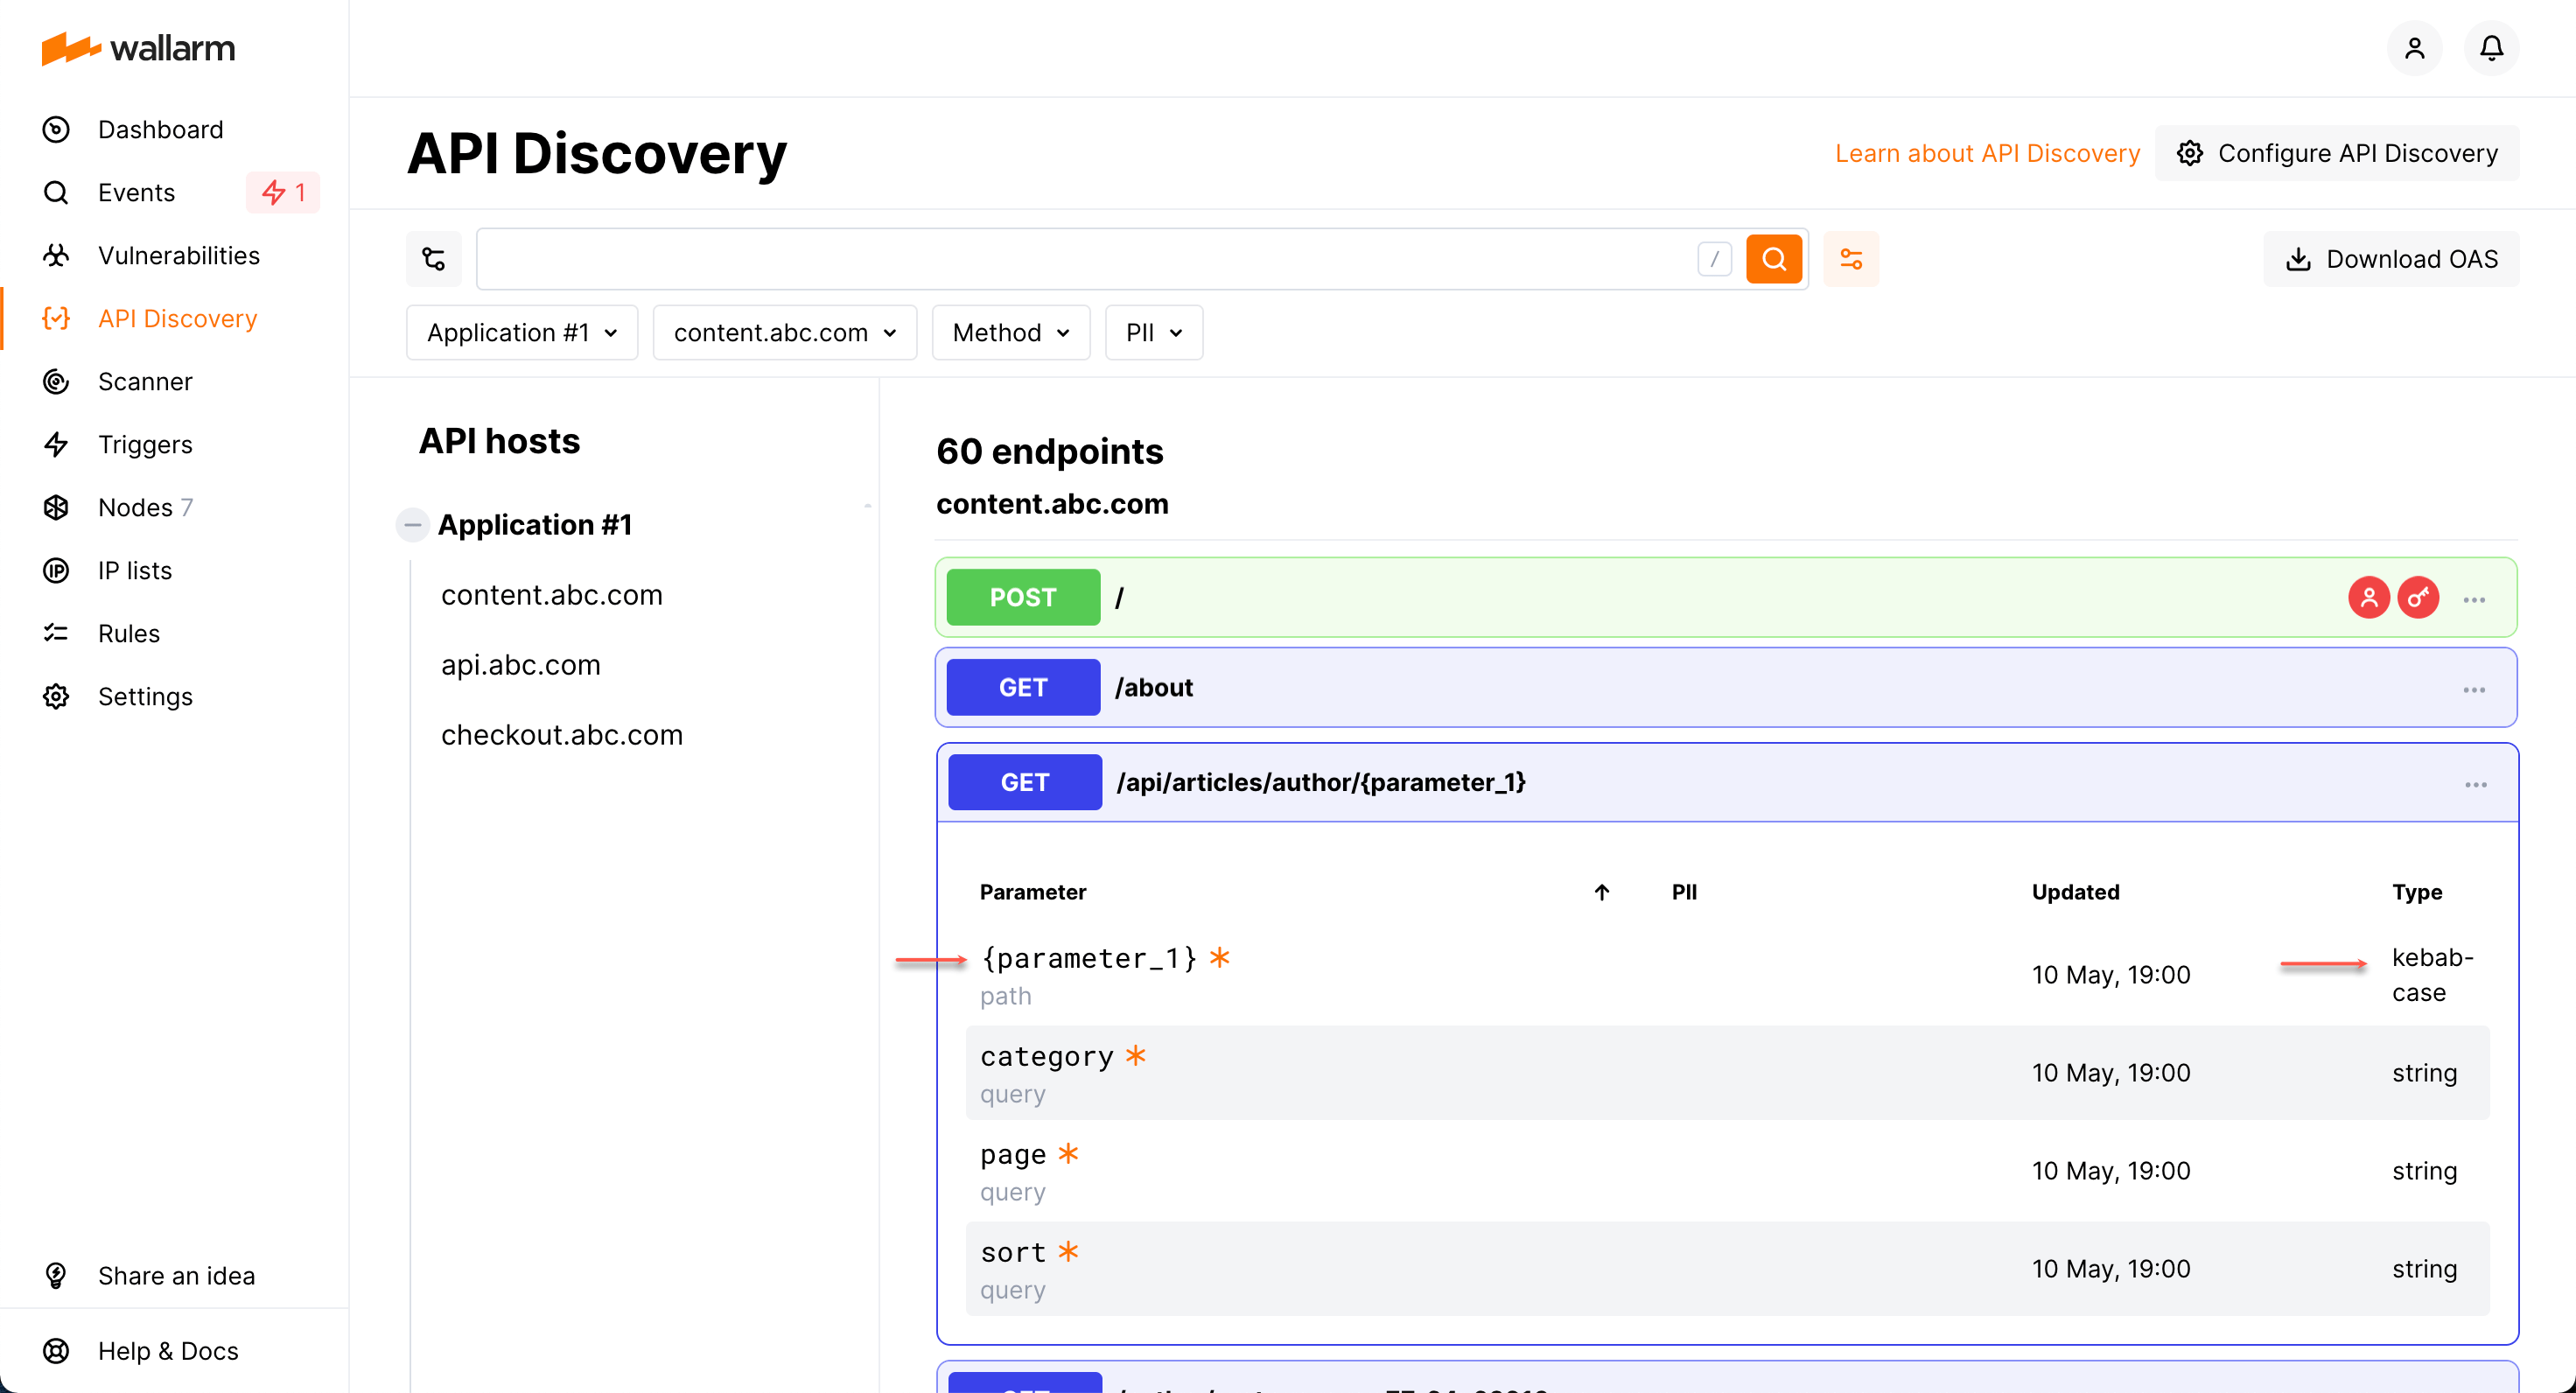 wallarm
Dashboard
Events 1
Vulnerabilities
API Discovery
Scanner
Triggers
Nodes 7
IP lists
Rules
Settings
Share an idea
Help & Docs
API Discovery
Learn about API Discovery
Configure API Discovery
/
Download OAS
Application #1
content.abc.com
Method
PII
API hosts
Application #1
content.abc.com
api.abc.com
checkout.abc.com
60 endpoints
content.abc.com
POST /
GET /about
GET /api/articles/author/{parameter_1}
Parameter PII Updated Type
{parameter_1} * 10 May, 19:00 kebab-
path case
category * 10 May, 19:00 string
query
page * 10 May, 19:00 string
query
sort * 10 May, 19:00 string
query
GET